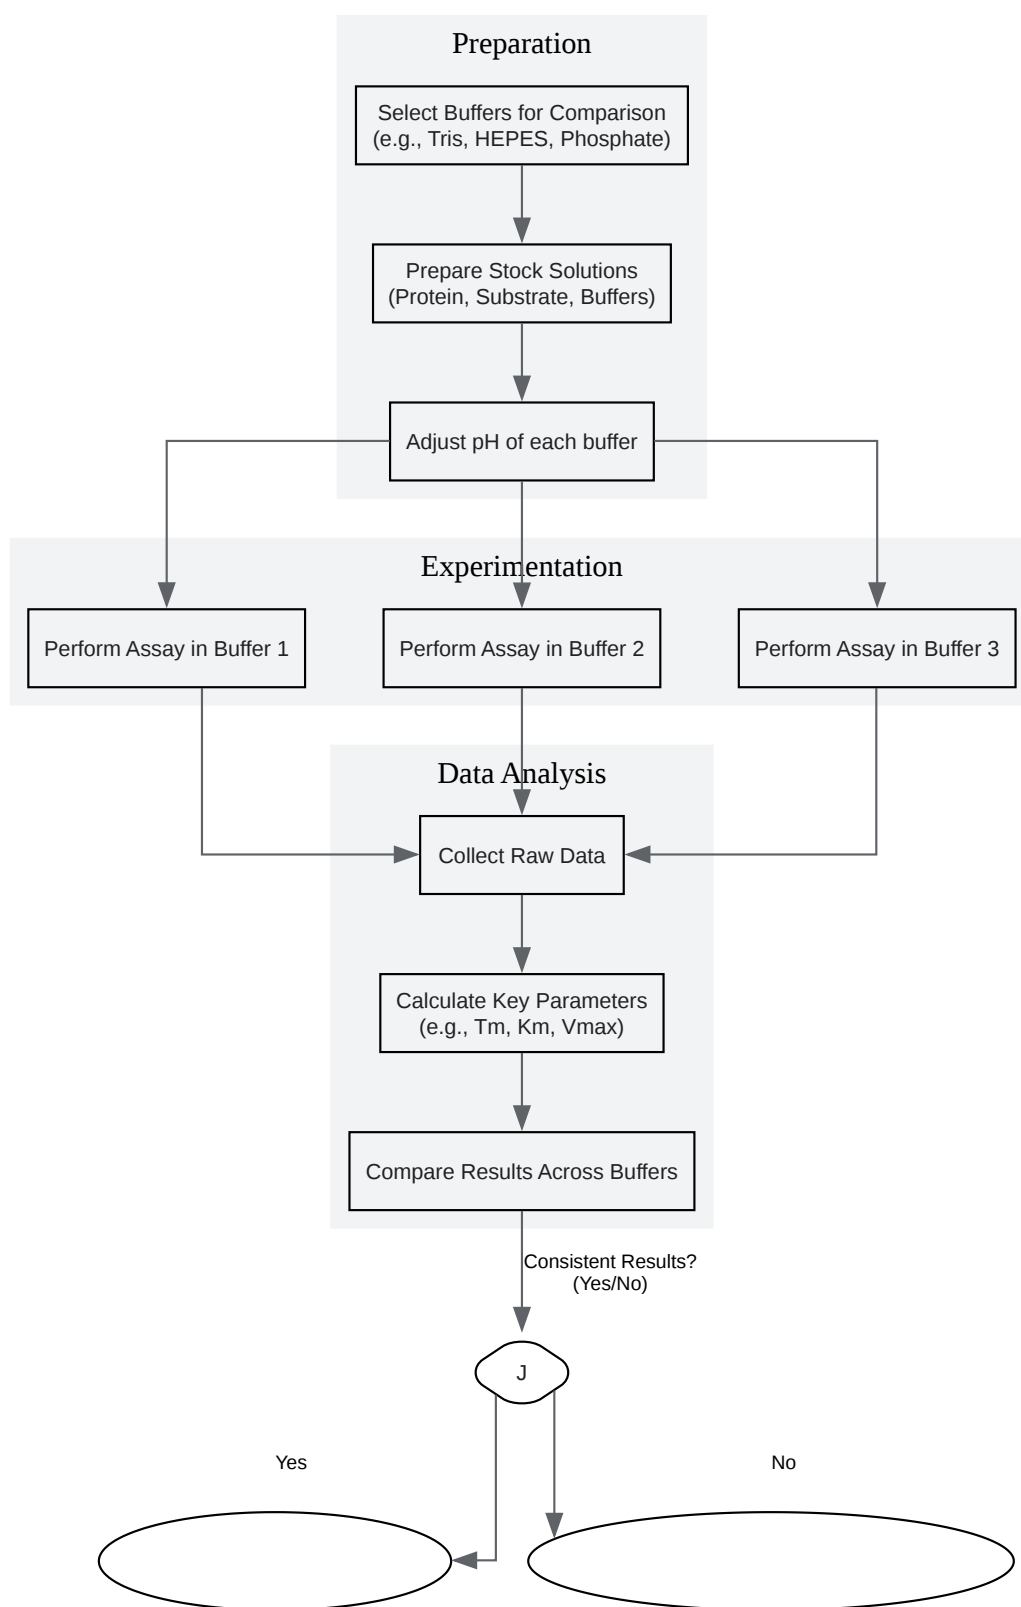 Preparation
Select Buffers for Comparison
(e.g., Tris, HEPES, Phosphate)
Prepare Stock Solutions
(Protein, Substrate, Buffers)
Adjust pH of each buffer
Experimentation
Perform Assay in Buffer 1
Perform Assay in Buffer 2
Perform Assay in Buffer 3
Data Analysis
Collect Raw Data
Calculate Key Parameters
(e.g., Tm, Km, Vmax)
Compare Results Across Buffers
Consistent Results?
(Yes/No)
J
Yes
No